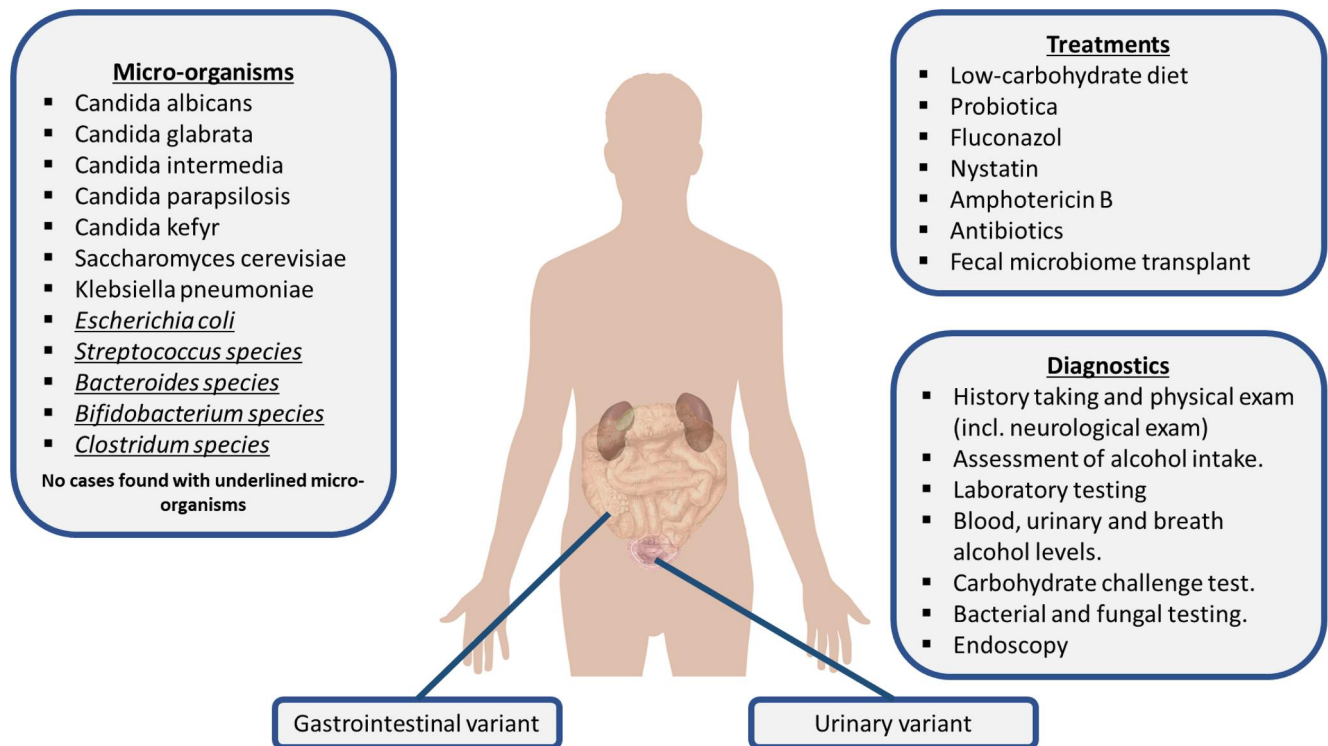 Micro-organisms
▪ Candida albicans
▪ Candida glabrata
▪ Candida intermedia
▪ Candida parapsilosis
▪ Candida kefyr
▪ Saccharomyces cerevisiae
▪ Klebsiella pneumoniae
▪ Escherichia coli
▪ Streptococcus species
▪ Bacteroides species
▪ Bifidobacterium species
▪ Clostridum species
No cases found with underlined micro-
organisms
Treatments
▪ Low-carbohydrate diet
▪ Probiotica
▪ Fluconazol
▪ Nystatin
▪ Amphotericin B
▪ Antibiotics
▪ Fecal microbiome transplant
Diagnostics
▪ History taking and physical exam
(incl. neurological exam)
▪ Assessment of alcohol intake.
▪ Laboratory testing
▪ Blood, urinary and breath
alcohol levels.
▪ Carbohydrate challenge test.
▪ Bacterial and fungal testing.
▪ Endoscopy
Gastrointestinal variant
Urinary variant